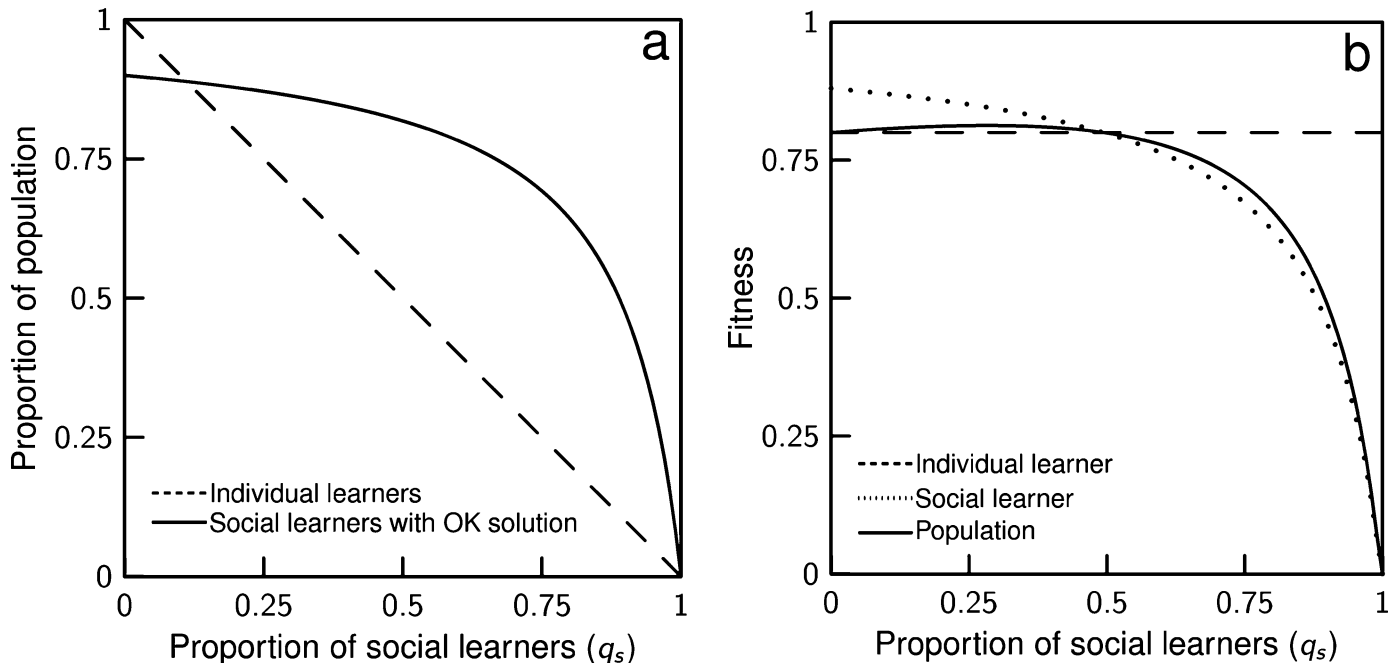 a
1
0.75
0.5
0.25
0
0
0.25
0.5
0.75
1
Proportion of population
Individual learners
Social learners with OK solution
Proportion of social learners (qs)
b
1
0.75
0.5
0.25
0
0
0.25
0.5
0.75
1
Fitness
Individual learner
Social learner
Population
Proportion of social learners (qs)